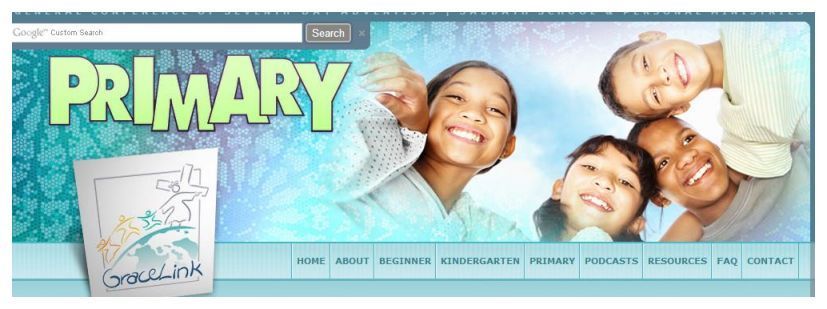 GENERAL CONFERENCE OF SEVENTH-DAY ADVENTISTS | SABBATH SCHOOL & PERSONAL MINISTRIES
Google™ Custom Search Search ×
PRIMARY
GraceLink
HOME ABOUT BEGINNER KINDERGARTEN PRIMARY PODCASTS RESOURCES FAQ CONTACT